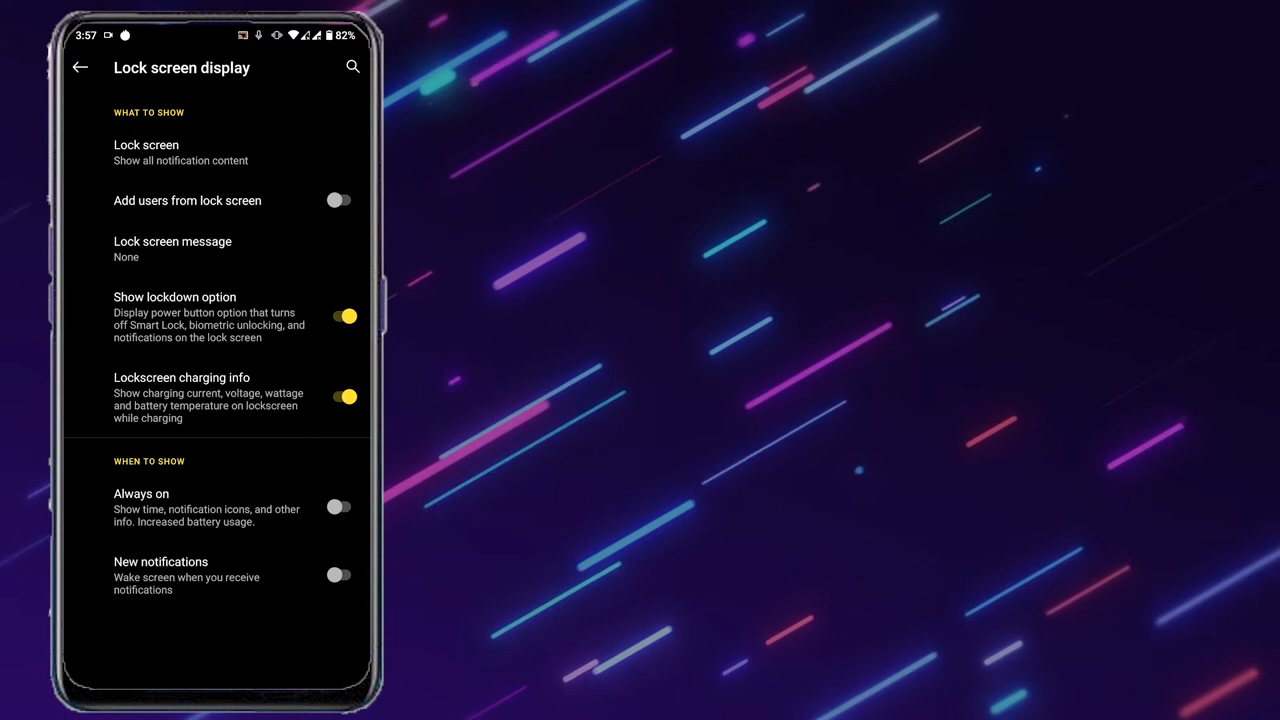 3:57
82%
Lock screen display
WHAT TO SHOW
Lock screen
Show all notification content
Add users from lock screen
Lock screen message
None
Show lockdown option
Display power button option that turns
off Smart Lock, biometric unlocking, and
notifications on the lock screen
Lockscreen charging info
Show charging current, voltage, wattage
and battery temperature on lockscreen
while charging
WHEN TO SHOW
Always on
Show time, notification icons, and other
info. Increased battery usage.
New notifications
Wake screen when you receive
notifications